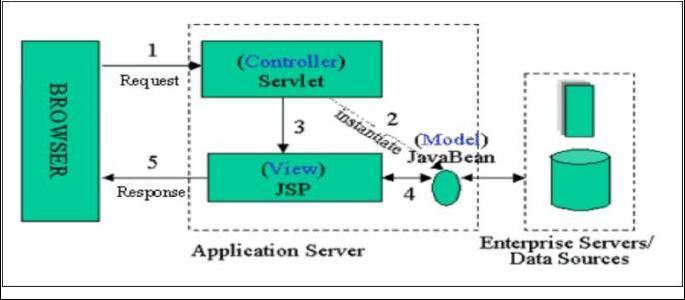 BROWSER
1
Request
(Controller)
Servlet
2
Instantiate
3
(Model)
JavaBean
(View)
JSP
4
5
Response
Application Server
Enterprise Servers/
Data Sources